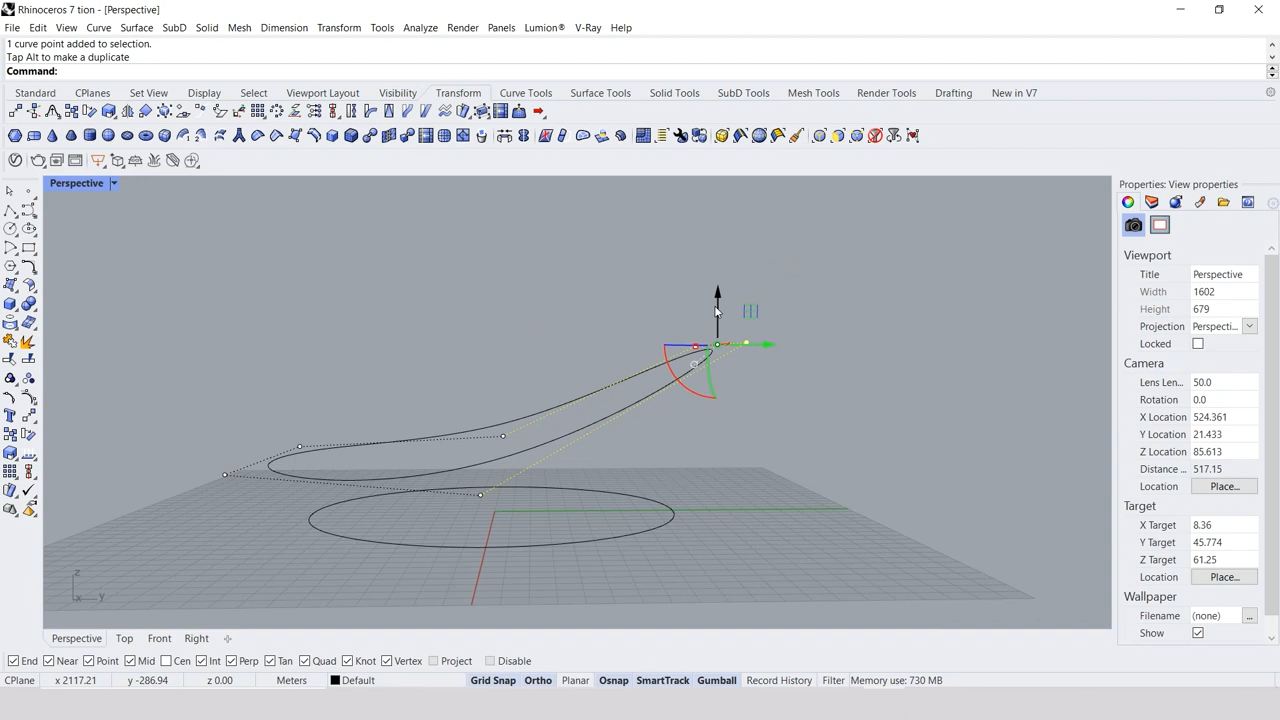 Rhinoceros 7 tion - [Perspective]
File Edit View Curve Surface SubD Solid Mesh Dimension Transform Tools Analyze Render Panels Lumion® V-Ray Help
1 curve point added to selection.
Tap Alt to make a duplicate
Command:
Standard CPlanes Set View Display Select Viewport Layout Visibility Transform Curve Tools Surface Tools Solid Tools SubD Tools Mesh Tools Render Tools Drafting New in V7
Perspective
Properties: View properties
Viewport
Title Perspective
Width 1602
Height 679
Projection Perspecti...
Locked
Camera
Lens Len... 50.0
Rotation 0.0
X Location 524.361
Y Location 21.433
Z Location 85.613
Distance ... 517.15
Location Place...
Target
X Target 8.36
Y Target 45.774
Z Target 61.25
Location Place...
Wallpaper
Filename (none) ...
Show
z
x y
Perspective Top Front Right
End Near Point Mid Cen Int Perp Tan Quad Knot Vertex Project Disable
CPlane x 2117.21 y -286.94 z 0.00 Meters Default Grid Snap Ortho Planar Osnap SmartTrack Gumball Record History Filter Memory use: 730 MB